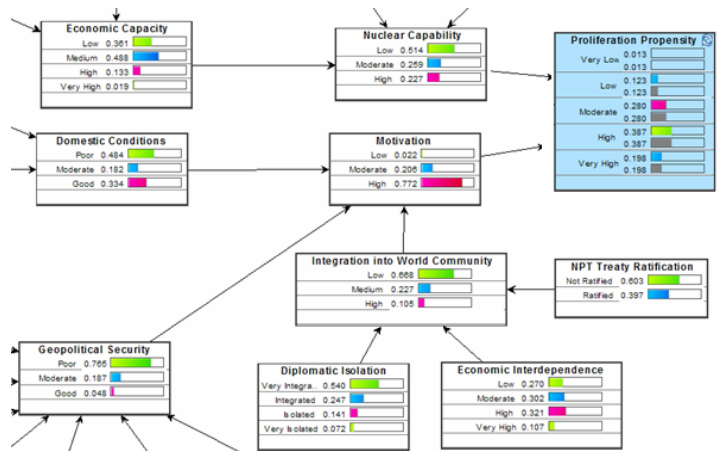 Economic Capacity
Low 0.361
Medium 0.488
High 0.133
Very High 0.019
Nuclear Capability
Low 0.514
Moderate 0.259
High 0.227
Proliferation Propensity
Very Low 0.013
0.013
Low 0.123
0.123
Moderate 0.280
0.280
High 0.387
0.387
Very High 0.198
0.198
Domestic Conditions
Poor 0.484
Moderate 0.182
Good 0.334
Motivation
Low 0.022
Moderate 0.206
High 0.772
Integration into World Community
Low 0.668
Medium 0.227
High 0.105
NPT Treaty Ratification
Not Ratified 0.603
Ratified 0.397
Geopolitical Security
Poor 0.765
Moderate 0.187
Good 0.048
Diplomatic Isolation
Very Integra... 0.540
Integrated 0.247
Isolated 0.141
Very Isolated 0.072
Economic Interdependence
Low 0.270
Moderate 0.302
High 0.321
Very High 0.107